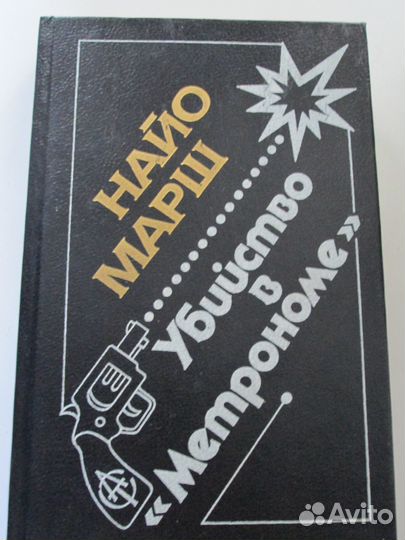 НАЙО
МАРШ
Убийство
в
«Метрономе»
Avito